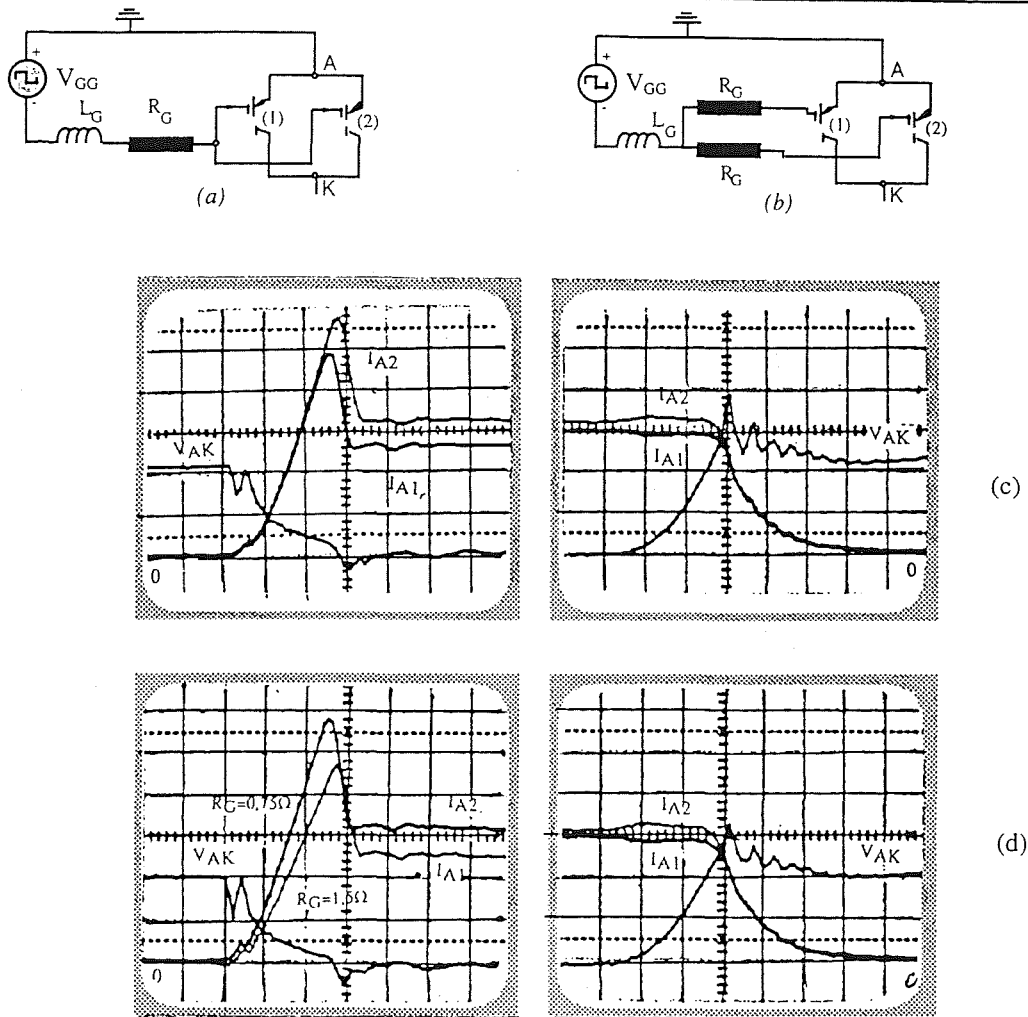 +
V_GG
-
L_G
R_G
A
(1)
(2)
K
(a)
+
V_GG
-
L_G
R_G
R_G
A
(1)
(2)
K
(b)
I_A2
V_AK
I_A1
0
I_A2
V_AK
I_A1
0
(c)
R_G=0.75Ω
I_A2
V_AK
I_A1
R_G=1.5Ω
0
I_A2
I_A1
V_AK
0
(d)